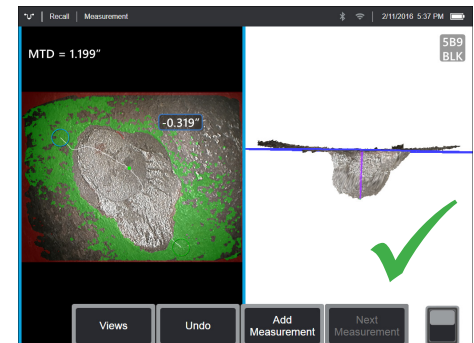 Recall Measurement 2/11/2016 5:37 PM
MTD = 1.199"
5B9
BLK
-0.319"
Views
Undo
Add
Measurement
Next
Measurement